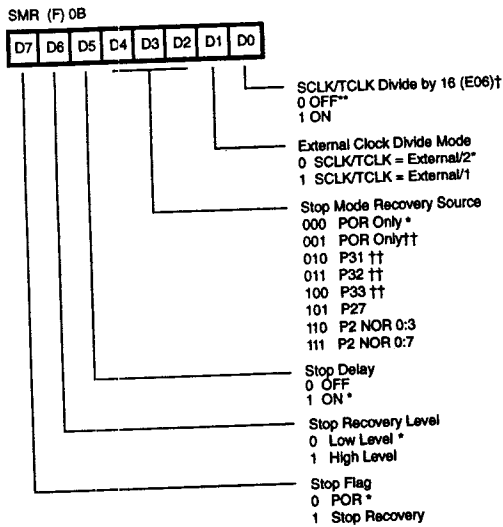 SMR (F) 0B
D7 D6 D5 D4 D3 D2 D1 D0
SCLK/TCLK Divide by 16 (E06)†
0 OFF**
1 ON
External Clock Divide Mode
0 SCLK/TCLK = External/2*
1 SCLK/TCLK = External/1
Stop Mode Recovery Source
000 POR Only *
001 POR Only††
010 P31 ††
011 P32 ††
100 P33 ††
101 P27
110 P2 NOR 0:3
111 P2 NOR 0:7
Stop Delay
0 OFF
1 ON *
Stop Recovery Level
0 Low Level *
1 High Level
Stop Flag
0 POR *
1 Stop Recovery